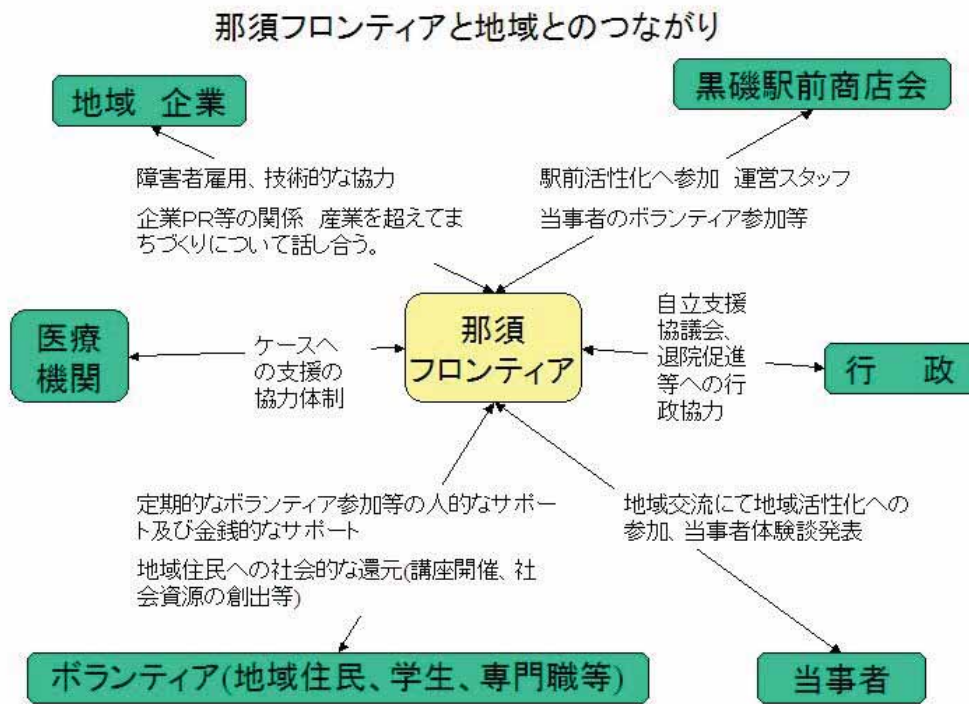 那須フロンティアと地域とのつながり
地域　企業
黒磯駅前商店会
障害者雇用、技術的な協力
企業PR等の関係　産業を超えてま
ちづくりについて話し合う。
駅前活性化へ参加　運営スタッフ
当事者のボランティア参加等
医療
機関
ケースへ
の支援の
協力体制
那須
フロンティア
自立支援
協議会、
退院促進
等への行
政協力
行　　政
定期的なボランティア参加等の人的なサポー
ト及び金銭的なサポート
地域住民への社会的な還元(講座開催、社
会資源の創出等)
地域交流にて地域活性化への
参加、当事者体験談発表
ボランティア(地域住民、学生、専門職等)
当事者